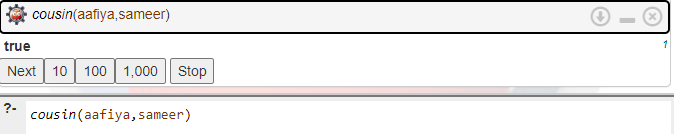 cousin(aafiya,sameer)
true
1
Next 10 100 1,000 Stop
?- cousin(aafiya,sameer)